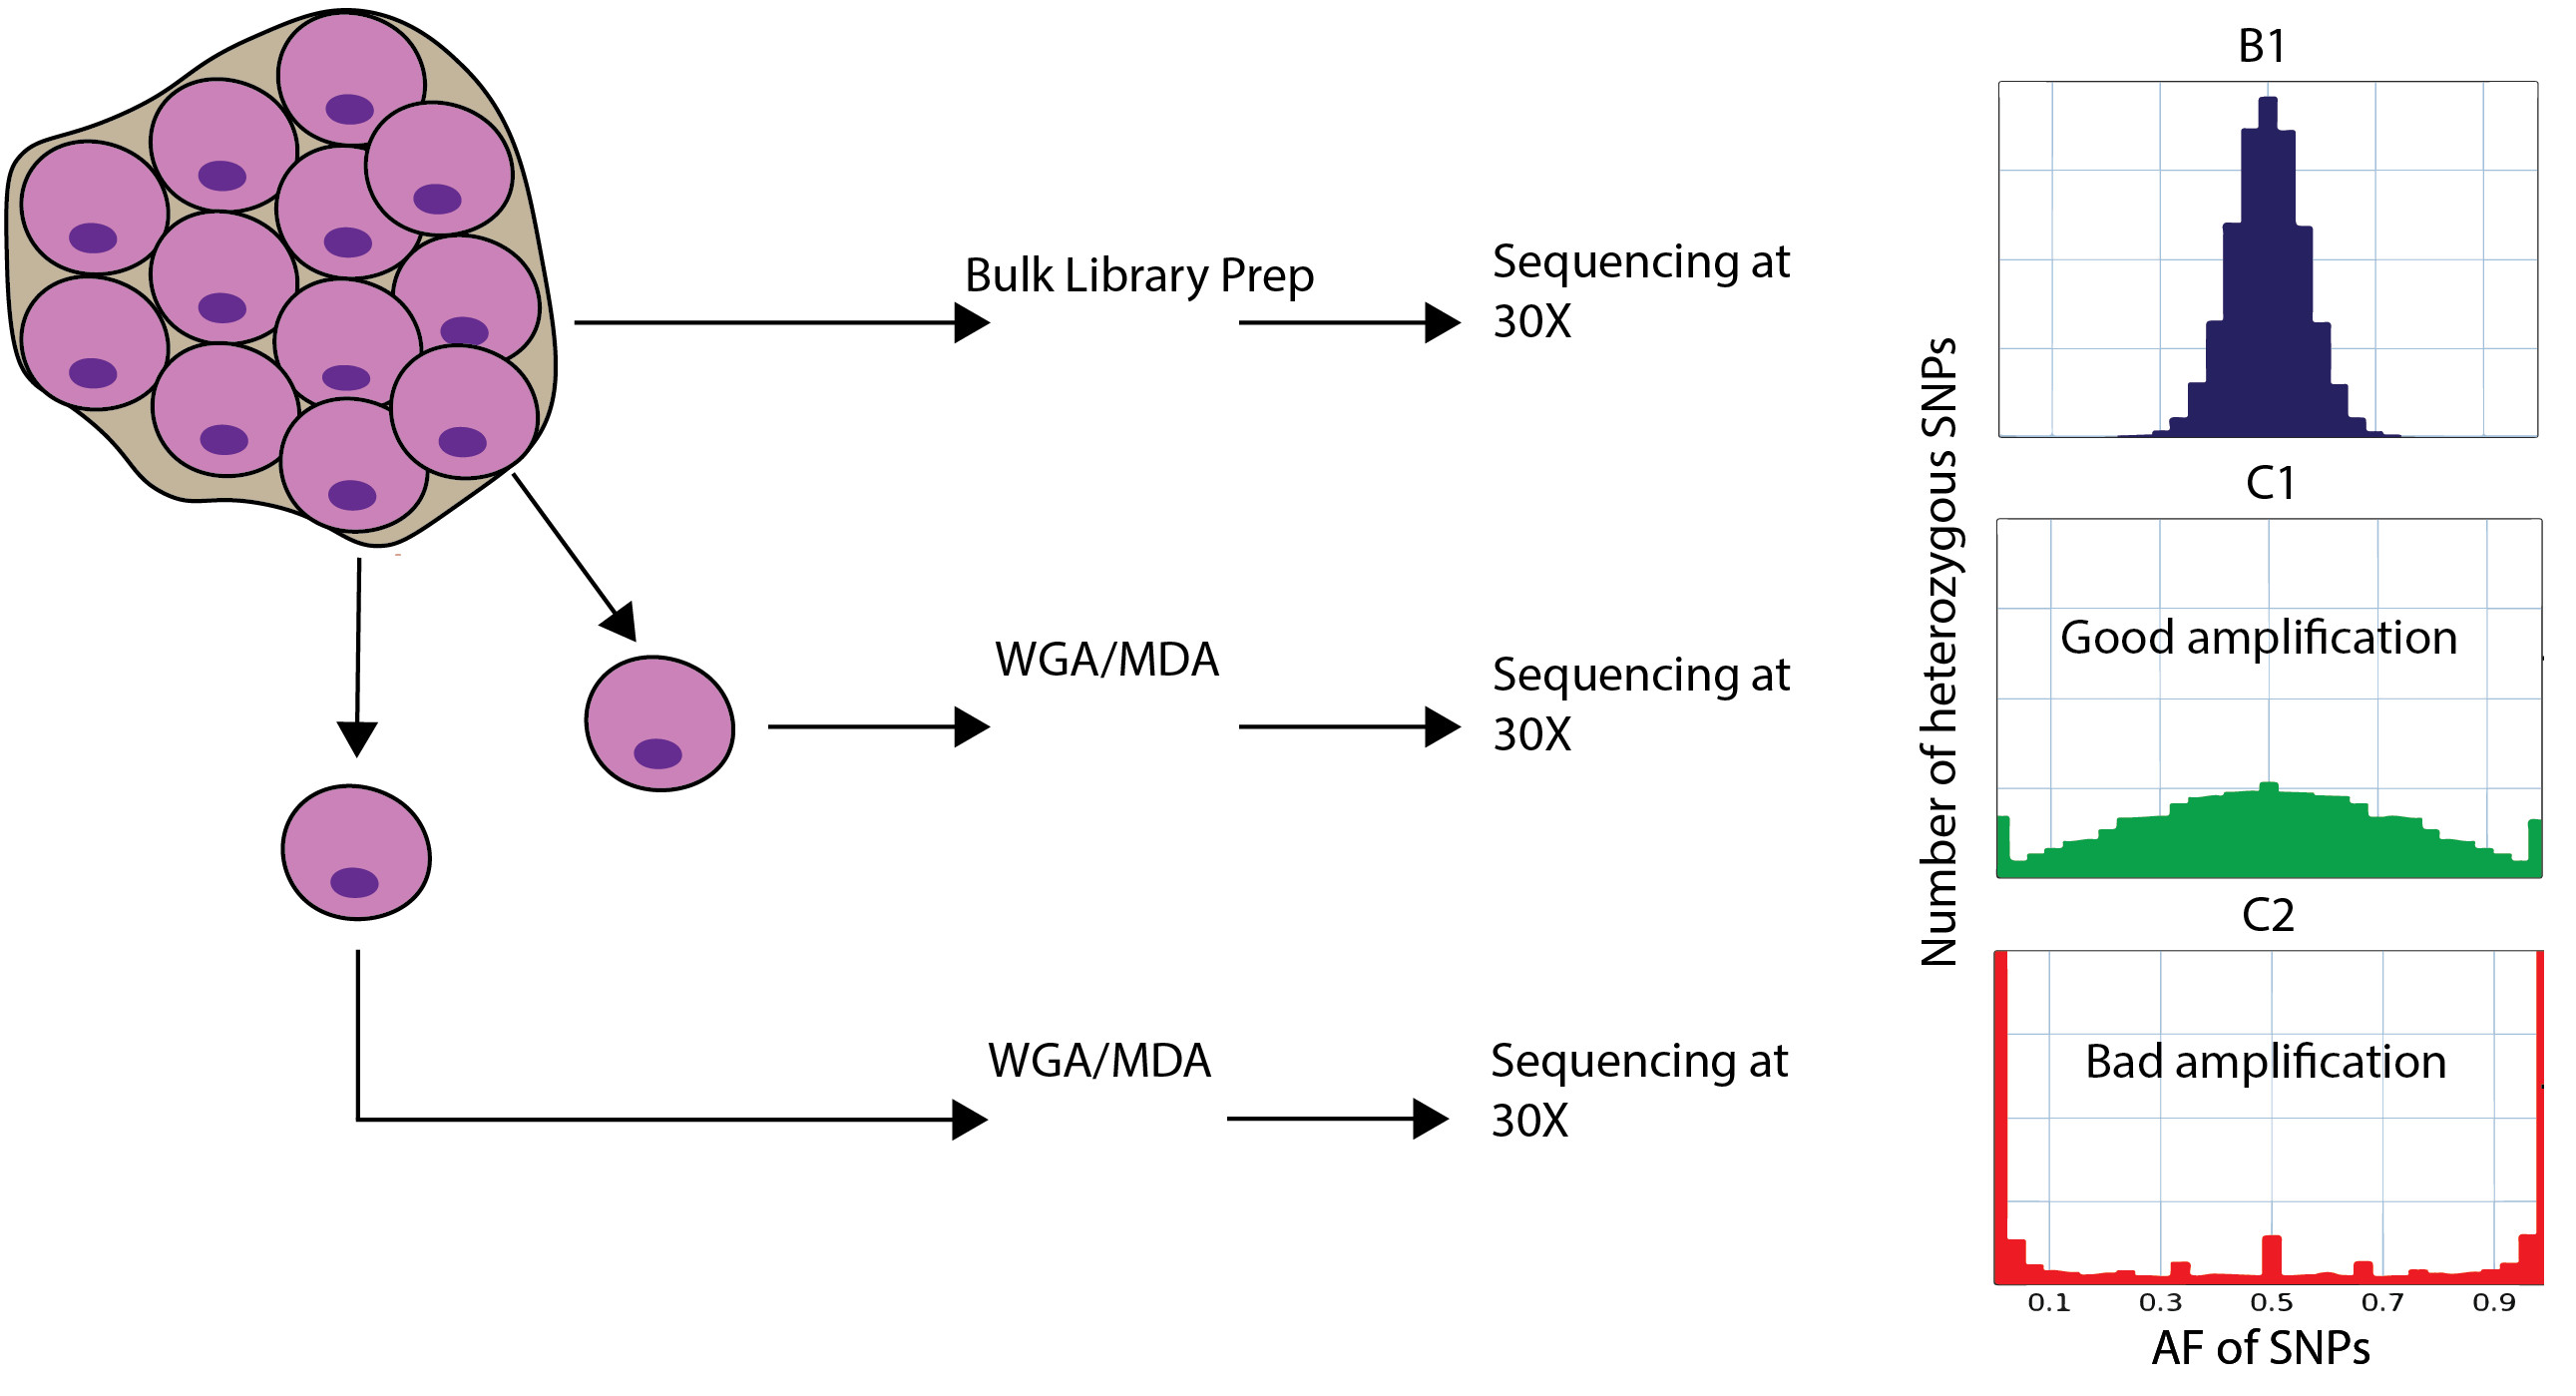 Bulk Library Prep
Sequencing at
30X
WGA/MDA
Sequencing at
30X
WGA/MDA
Sequencing at
30X
Number of heterozygous SNPs
B1
C1
Good amplification
C2
Bad amplification
0.1 0.3 0.5 0.7 0.9
AF of SNPs